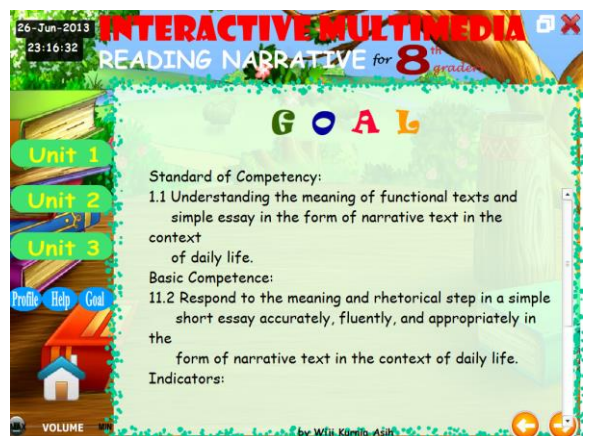 26-Jun-2013
23:16:32
INTERACTIVE MULTIMEDIA
READING NARRATIVE for 8th graders
GOAL
Unit 1
Unit 2
Unit 3
Profile Help Goal
Standard of Competency:
1.1 Understanding the meaning of functional texts and
simple essay in the form of narrative text in the
context
of daily life.
Basic Competence:
11.2 Respond to the meaning and rhetorical step in a simple
short essay accurately, fluently, and appropriately in
the
form of narrative text in the context of daily life.
Indicators:
VOLUME
by Wiji Kurnia Asih